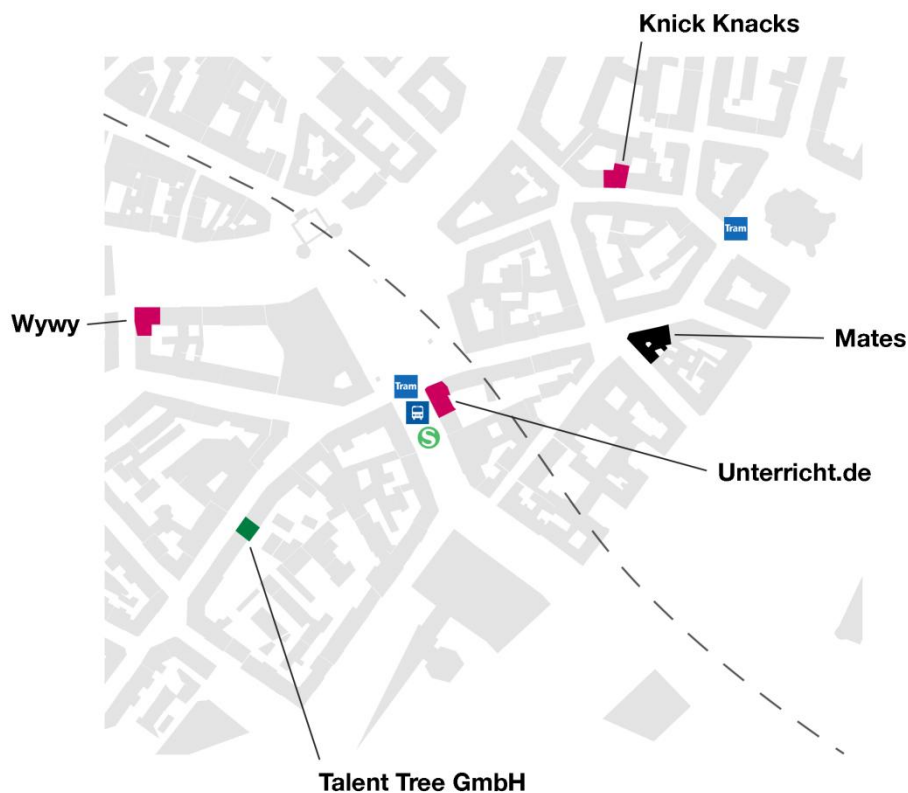 Knick Knacks
Tram
Wywy
Mates
Tram
S
Unterricht.de
Talent Tree GmbH